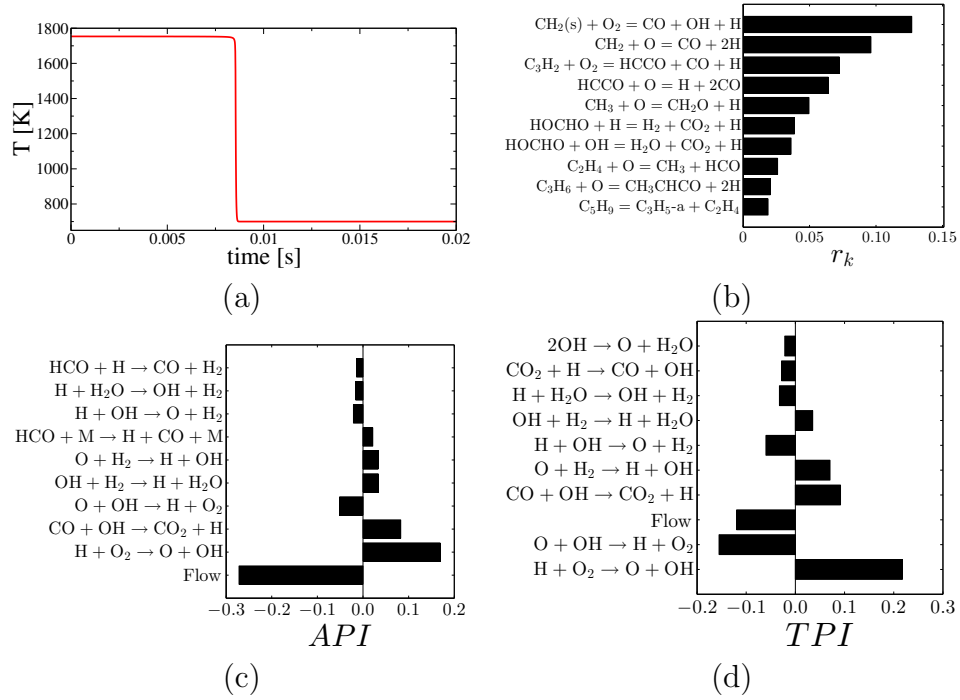 1800
1600
1400
1200
1000
800
T [K]
0
0.005
0.01
0.015
0.02
time [s]
(a)
CH₂(s) + O₂ = CO + OH + H
CH₂ + O = CO + 2H
C₃H₂ + O₂ = HCCO + CO + H
HCCO + O = H + 2CO
CH₃ + O = CH₂O + H
HOCHO + H = H₂ + CO₂ + H
HOCHO + OH = H₂O + CO₂ + H
C₂H₄ + O = CH₃ + HCO
C₃H₆ + O = CH₃CHCO + 2H
C₅H₉ = C₃H₅-a + C₂H₄
0
0.05
0.10
0.15
r_k
(b)
HCO + H → CO + H₂
H + H₂O → OH + H₂
H + OH → O + H₂
HCO + M → H + CO + M
O + H₂ → H + OH
OH + H₂ → H + H₂O
O + OH → H + O₂
CO + OH → CO₂ + H
H + O₂ → O + OH
Flow
−0.3
−0.1
0.0
0.1
0.2
API
(c)
2OH → O + H₂O
CO₂ + H → CO + OH
H + H₂O → OH + H₂
OH + H₂ → H + H₂O
H + OH → O + H₂
O + H₂ → H + OH
CO + OH → CO₂ + H
Flow
O + OH → H + O₂
H + O₂ → O + OH
−0.2
−0.1
0.0
0.1
0.2
0.3
TPI
(d)